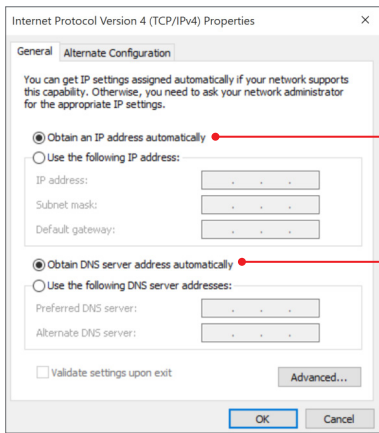 Internet Protocol Version 4 (TCP/IPv4) Properties
General Alternate Configuration
You can get IP settings assigned automatically if your network supports
this capability. Otherwise, you need to ask your network administrator
for the appropriate IP settings.
Obtain an IP address automatically
Use the following IP address:
IP address:
Subnet mask:
Default gateway:
Obtain DNS server address automatically
Use the following DNS server addresses:
Preferred DNS server:
Alternate DNS server:
Validate settings upon exit
Advanced...
OK Cancel